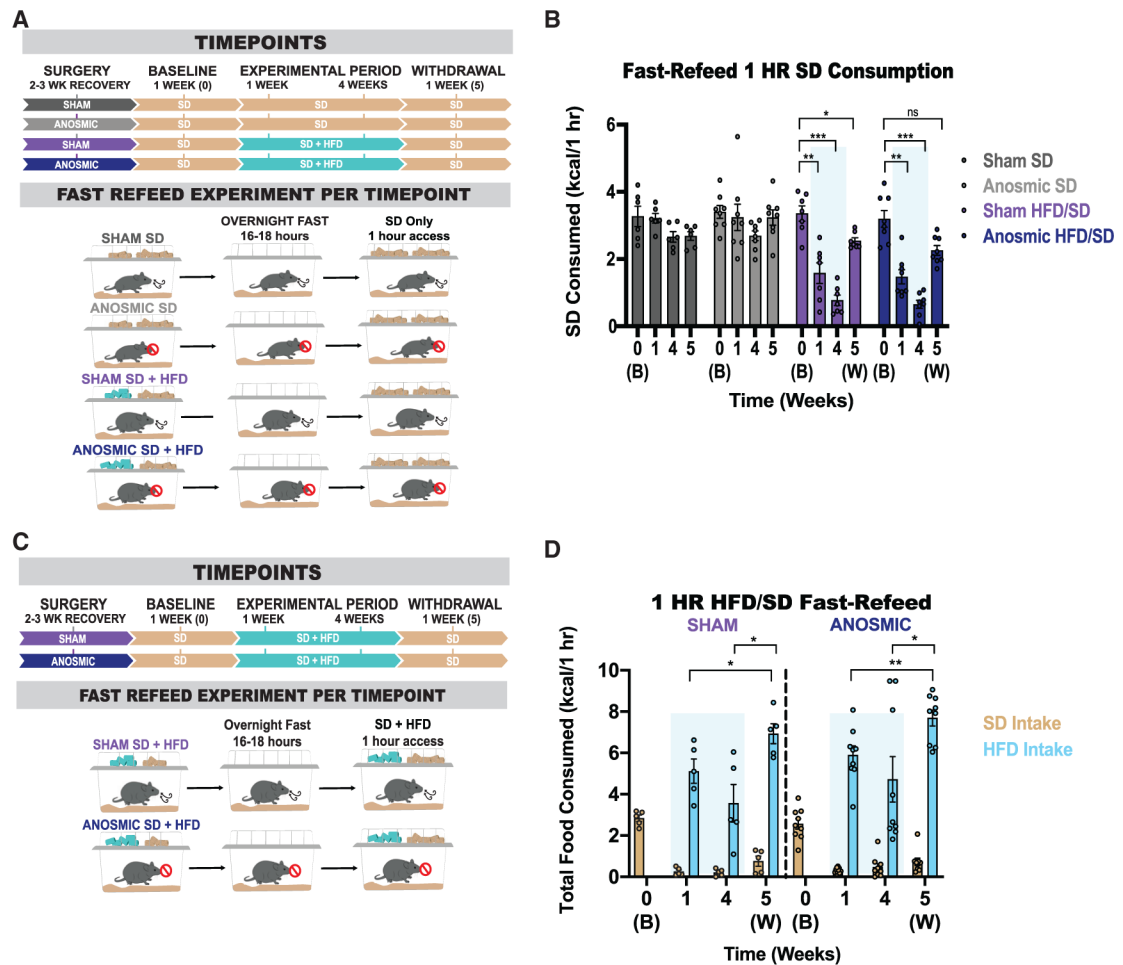 A
TIMEPOINTS
SURGERY BASELINE EXPERIMENTAL PERIOD WITHDRAWAL
2-3 WK RECOVERY 1 WEEK (0) 1 WEEK 4 WEEKS 1 WEEK (5)
SHAM SD SD SD
ANOSMIC SD SD SD
SHAM SD SD + HFD SD
ANOSMIC SD SD + HFD SD
FAST REFEED EXPERIMENT PER TIMEPOINT
OVERNIGHT FAST SD Only
16-18 hours 1 hour access
SHAM SD
ANOSMIC SD
SHAM SD + HFD
ANOSMIC SD + HFD
B
Fast-Refeed 1 HR SD Consumption
SD Consumed (kcal/1 hr)
6
4
2
0
** *** *
** *** ns
0 1 4 5 0 1 4 5 0 1 4 5 0 1 4 5
(B) (B) (B) (W) (B) (W)
Time (Weeks)
Sham SD
Anosmic SD
Sham HFD/SD
Anosmic HFD/SD
C
TIMEPOINTS
SURGERY BASELINE EXPERIMENTAL PERIOD WITHDRAWAL
2-3 WK RECOVERY 1 WEEK (0) 1 WEEK 4 WEEKS 1 WEEK (5)
SHAM SD SD + HFD SD
ANOSMIC SD SD + HFD SD
FAST REFEED EXPERIMENT PER TIMEPOINT
Overnight Fast SD + HFD
16-18 hours 1 hour access
SHAM SD + HFD
ANOSMIC SD + HFD
D
1 HR HFD/SD Fast-Refeed
SHAM ANOSMIC
* * ** *
Total Food Consumed (kcal/1 hr)
10
8
6
4
2
0
0 1 4 5 0 1 4 5
(B) (W) (B) (W)
Time (Weeks)
SD Intake
HFD Intake